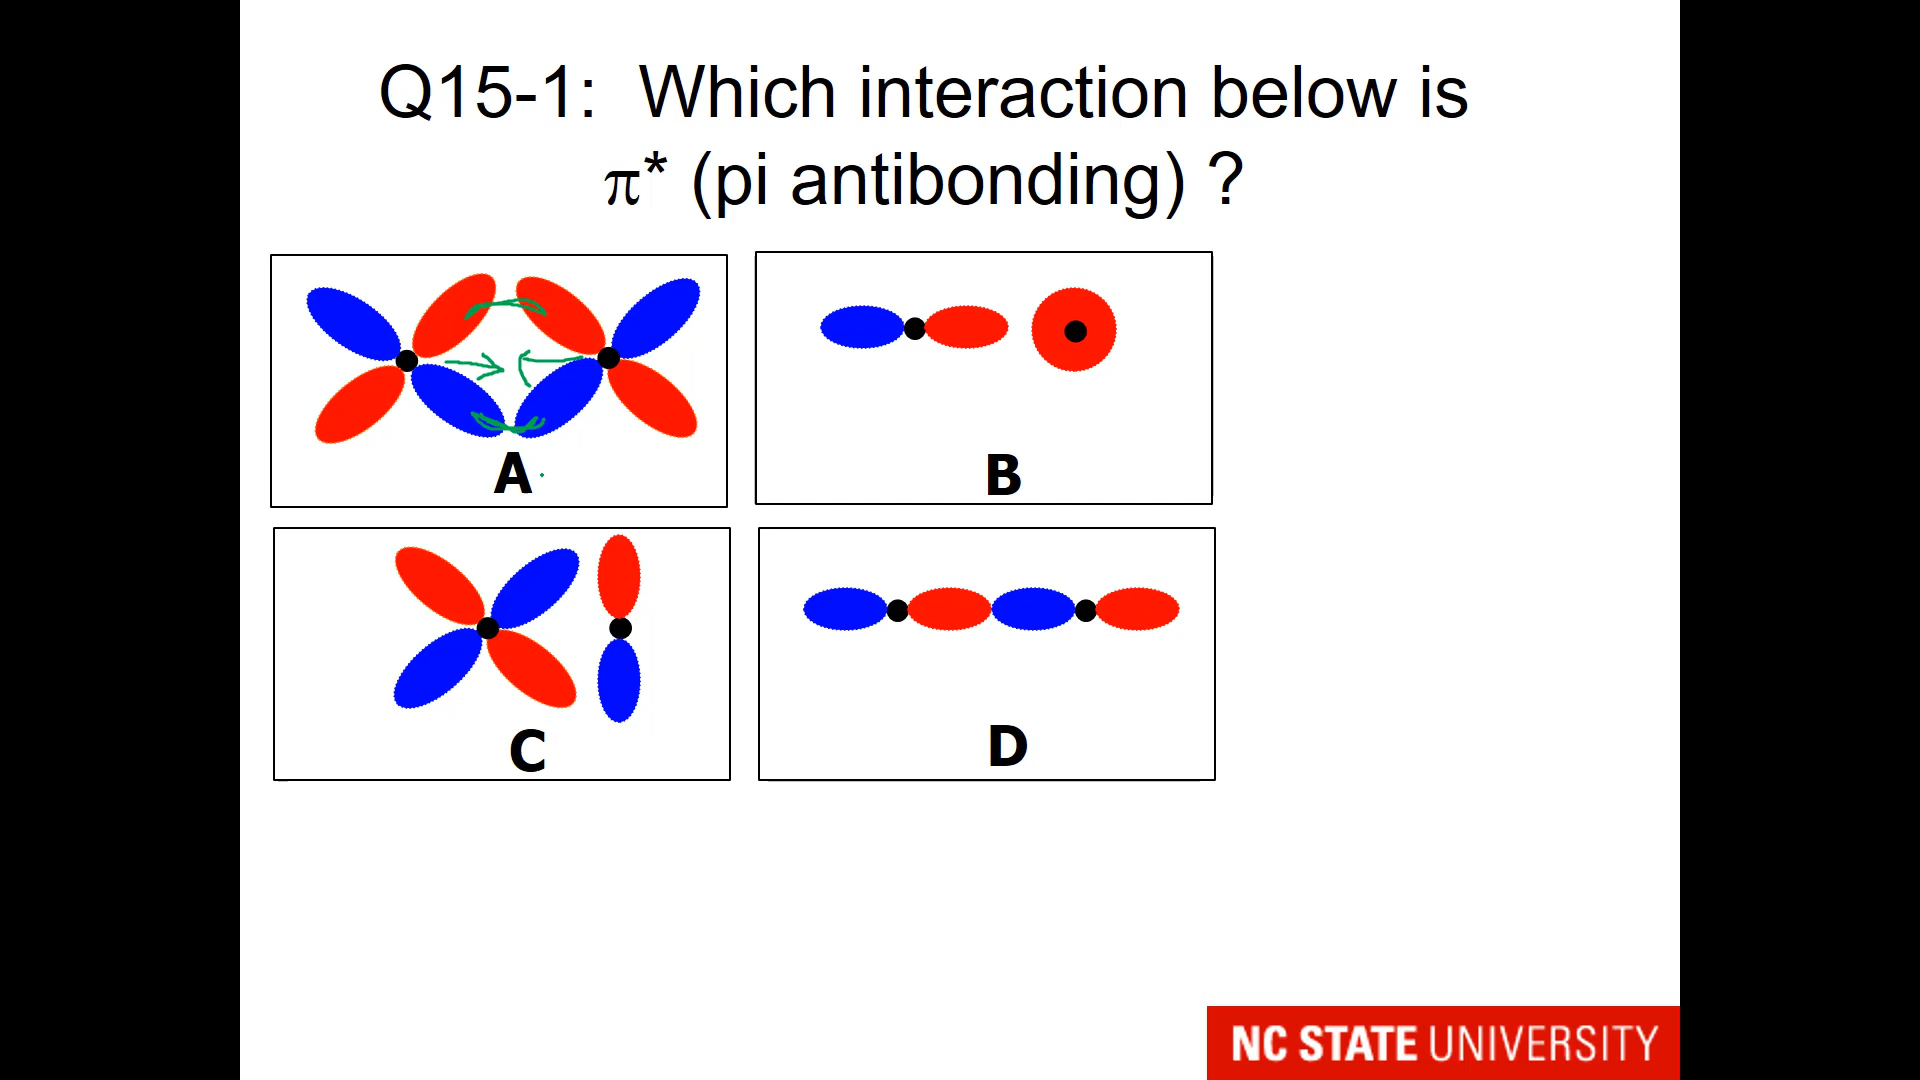 Q15-1: Which interaction below is
π* (pi antibonding) ?
A
B
C
D
NC STATE UNIVERSITY